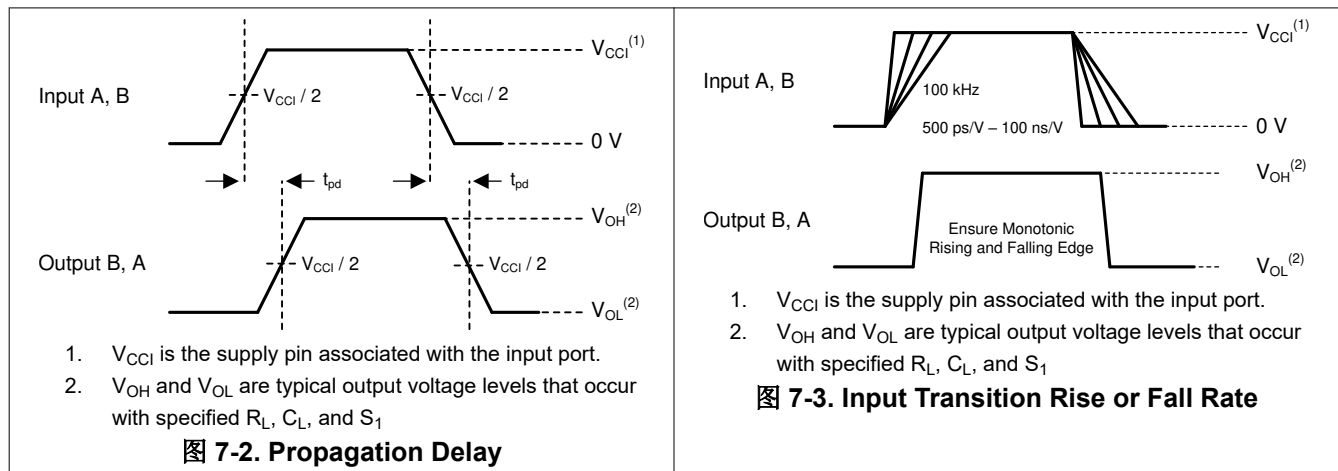 V_CCI^(1)
Input A, B
V_CCI / 2
V_CCI / 2
0 V
t_pd
t_pd
V_OH^(2)
Output B, A
V_CCI / 2
V_CCI / 2
V_OL^(2)
1. V_CCI is the supply pin associated with the input port.
2. V_OH and V_OL are typical output voltage levels that occur
with specified R_L, C_L, and S_1
图 7-2. Propagation Delay
V_CCI^(1)
Input A, B
100 kHz
500 ps/V – 100 ns/V
0 V
V_OH^(2)
Output B, A
Ensure Monotonic
Rising and Falling Edge
V_OL^(2)
1. V_CCI is the supply pin associated with the input port.
2. V_OH and V_OL are typical output voltage levels that occur
with specified R_L, C_L, and S_1
图 7-3. Input Transition Rise or Fall Rate